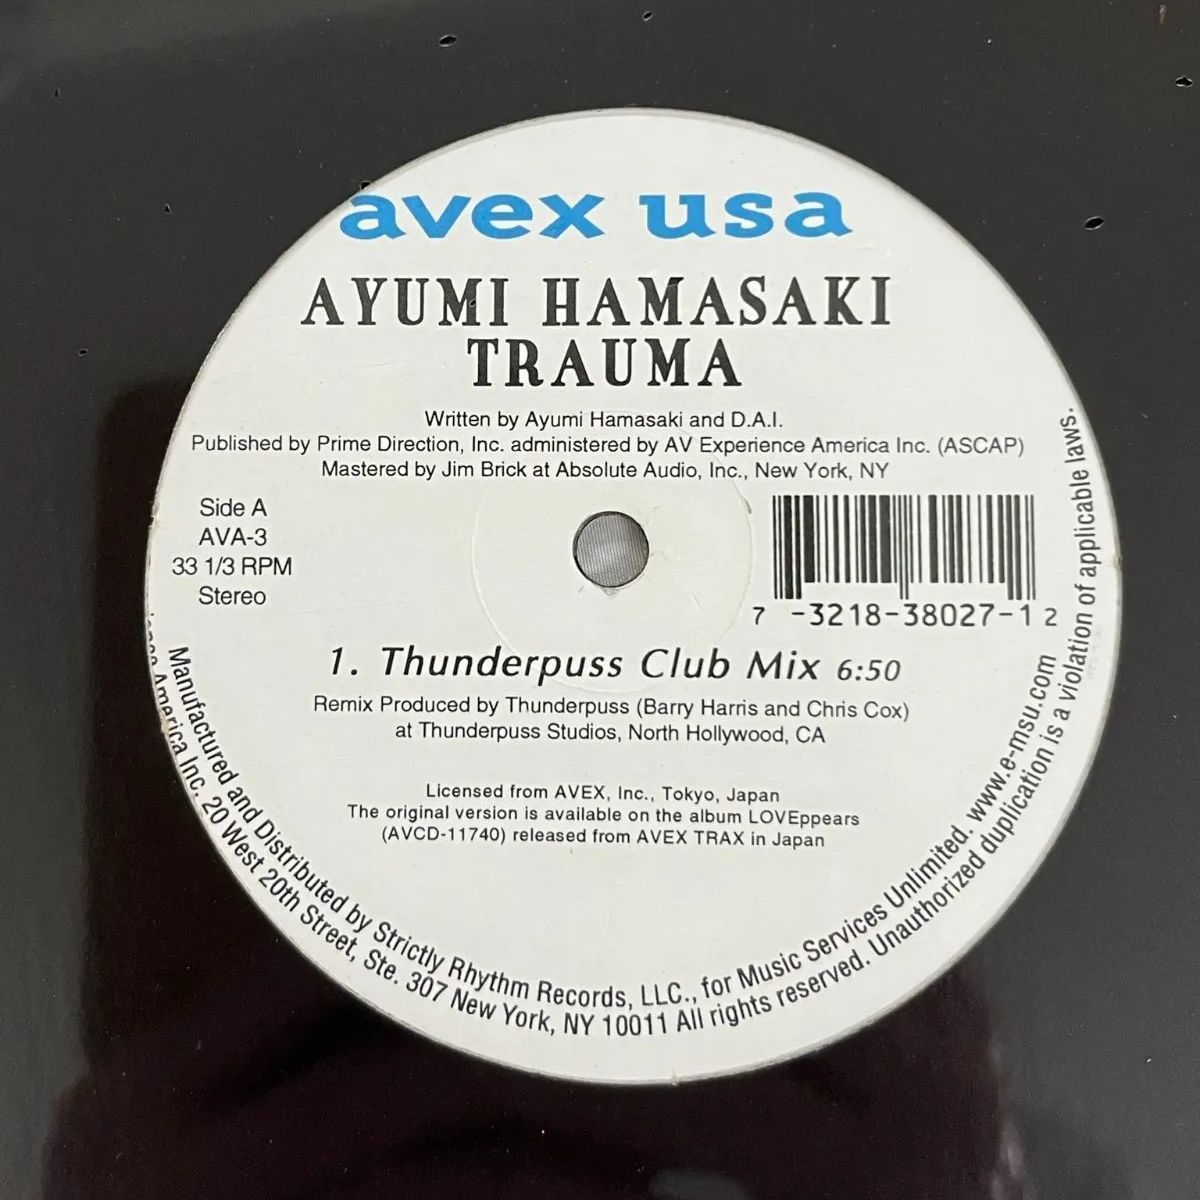 avex usa
AYUMI HAMASAKI
TRAUMA
Written by Ayumi Hamasaki and D.A.I.
Published by Prime Direction, Inc. administered by AV Experience America Inc. (ASCAP)
Mastered by Jim Brick at Absolute Audio, Inc., New York, NY
Side A
AVA-3
33 1/3 RPM
Stereo
7 -3218-38027-1 2
1. Thunderpuss Club Mix 6:50
Remix Produced by Thunderpuss (Barry Harris and Chris Cox)
at Thunderpuss Studios, North Hollywood, CA
Licensed from AVEX, Inc., Tokyo, Japan
The original version is available on the album LOVEppears
(AVCD-11740) released from AVEX TRAX in Japan
Manufactured and Distributed by Strictly Rhythm Records, LLC., for Music Services Unlimited. www.e-msu.com
America Inc. 20 West 20th Street, Ste. 307 New York, NY 10011 All rights reserved. Unauthorized duplication is a violation of applicable laws.